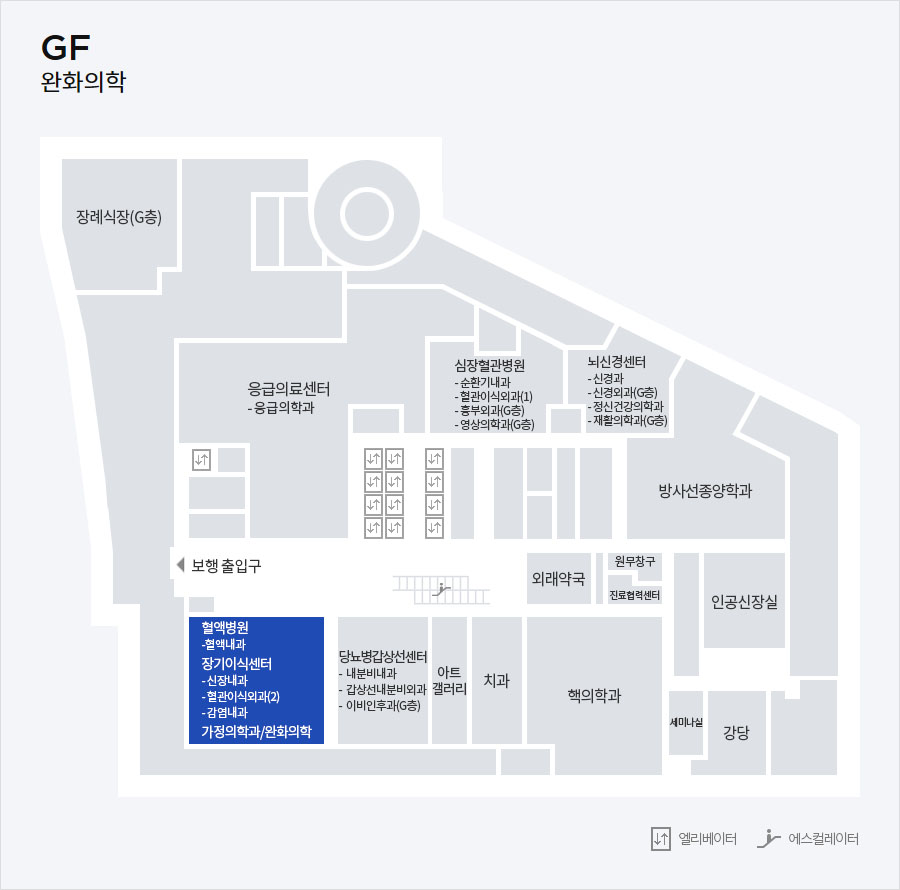 GF
완화의학
장례식장(G층)
응급의료센터
- 응급의학과
심장혈관병원
- 순환기내과
- 혈관이식외과(1)
- 흉부외과(G층)
- 영상의학과(G층)
뇌신경센터
- 신경과
- 신경외과(G층)
- 정신건강의학과
- 재활의학과(G층)
방사선종양학과
보행 출입구
외래약국
원무창구
진료협력센터
인공신장실
혈액병원
-혈액내과
장기이식센터
- 신장내과
- 혈관이식외과(2)
- 감염내과
가정의학과/완화의학
당뇨병갑상선센터
- 내분비내과
- 갑상선내분비외과
- 이비인후과(G층)
아트
갤러리
치과
핵의학과
세미나실
강당
엘리베이터
에스컬레이터